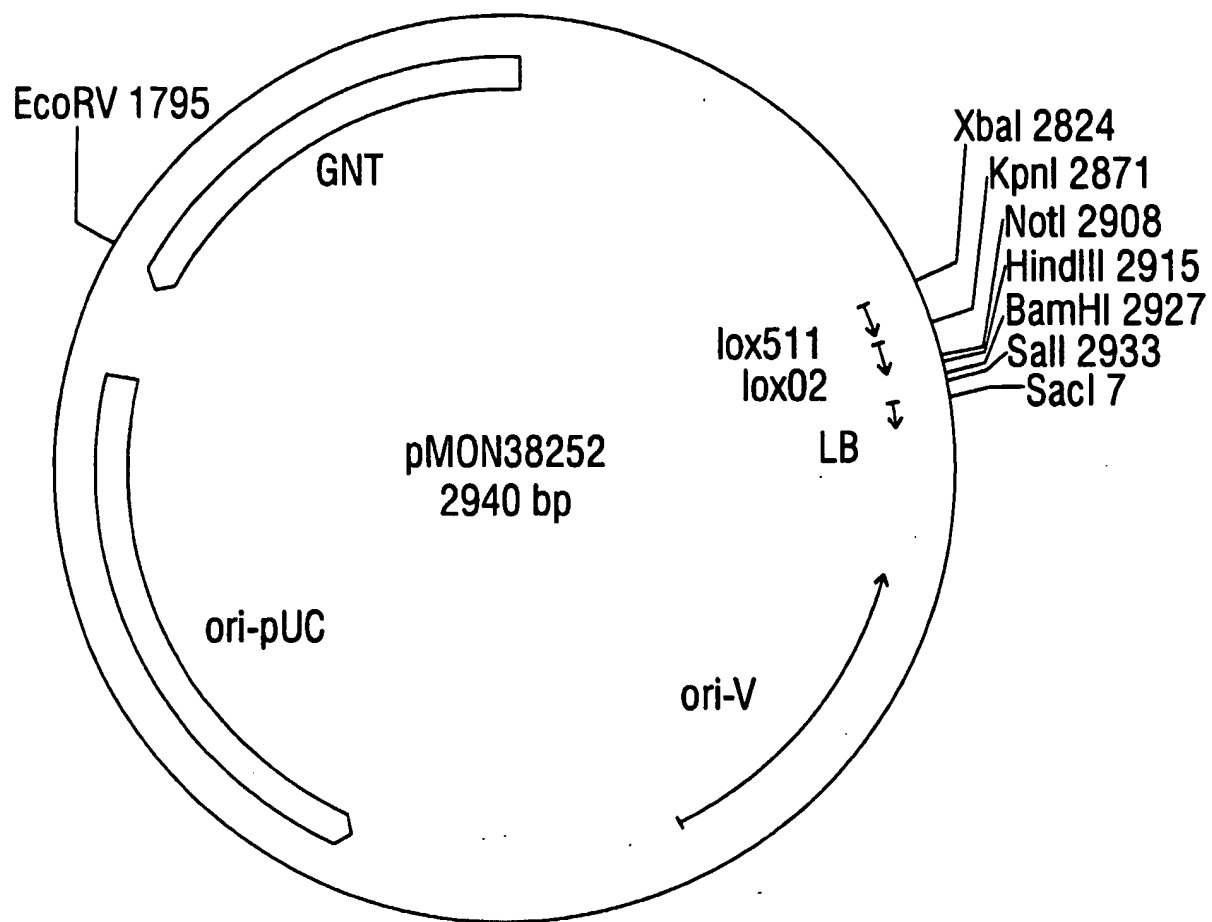 EcoRV 1795
GNT
XbaI 2824
KpnI 2871
NotI 2908
HindIII 2915
BamHI 2927
SalI 2933
SacI 7
lox511
lox02
LB
pMON38252
2940 bp
ori-pUC
ori-V